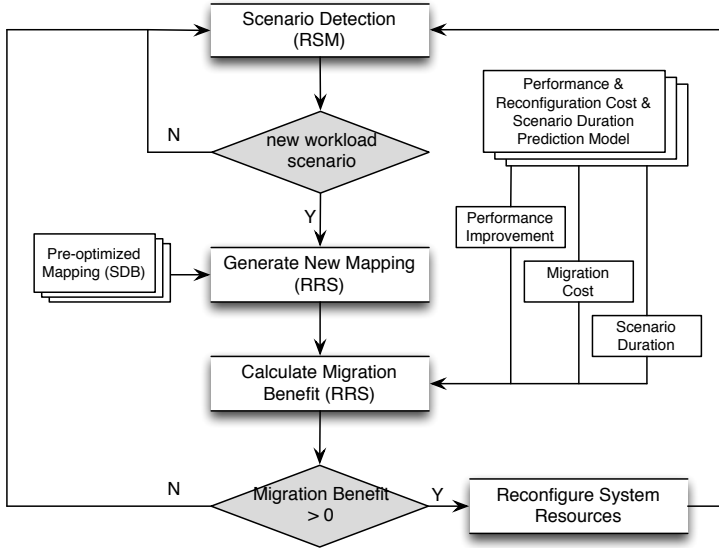 Scenario Detection
(RSM)
Performance &
Reconfiguration Cost &
Scenario Duration
Prediction Model
N
new workload
scenario
Y
Performance
Improvement
Pre-optimized
Mapping (SDB)
Generate New Mapping
(RRS)
Migration
Cost
Scenario
Duration
Calculate Migration
Benefit (RRS)
N
Migration Benefit
> 0
Y
Reconfigure System
Resources